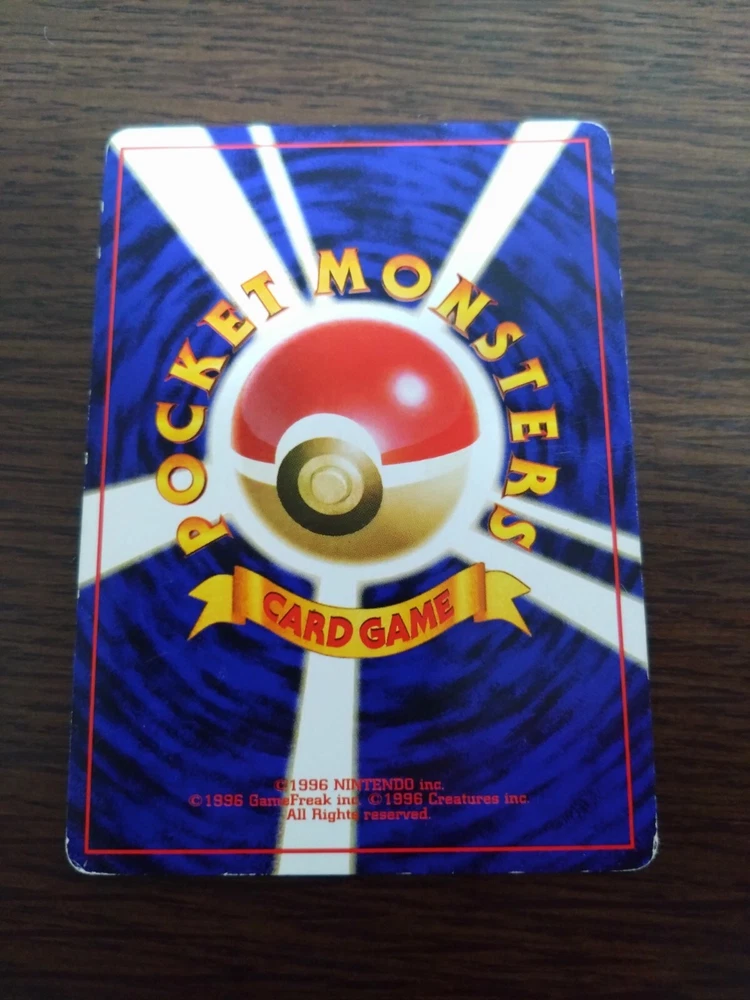 POCKET MONSTERS
CARD GAME
©1996 NINTENDO inc.
©1996 GameFreak inc. ©1996 Creatures inc.
All Rights reserved.